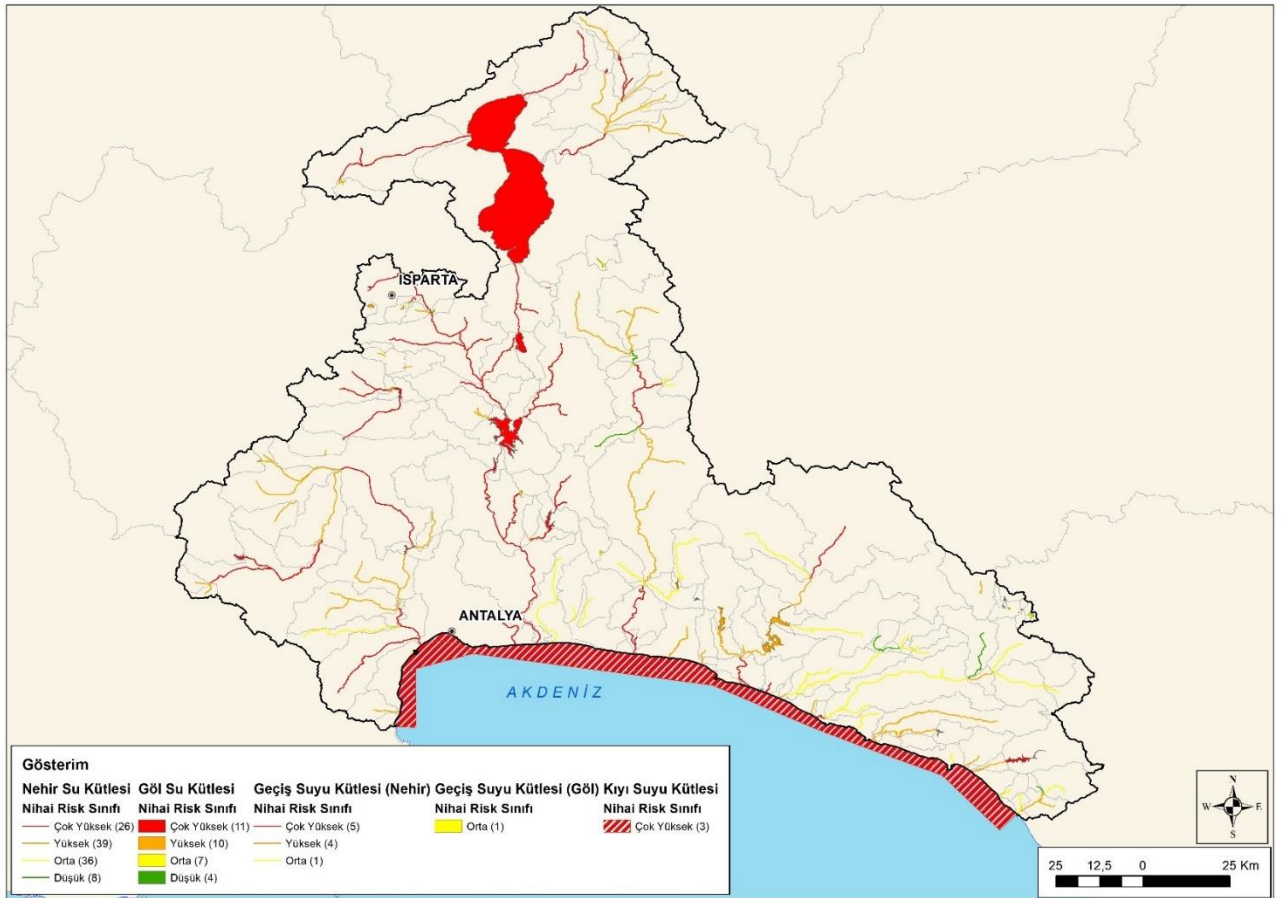 ISPARTA
ANTALYA
AKDENİZ
Gösterim
Nehir Su Kütlesi
Nihai Risk Sınıfı
Çok Yüksek (26)
Yüksek (39)
Orta (36)
Düşük (8)
Göl Su Kütlesi
Nihai Risk Sınıfı
Çok Yüksek (11)
Yüksek (10)
Orta (7)
Düşük (4)
Geçiş Suyu Kütlesi (Nehir)
Nihai Risk Sınıfı
Çok Yüksek (5)
Yüksek (4)
Orta (1)
Geçiş Suyu Kütlesi (Göl)
Nihai Risk Sınıfı
Orta (1)
Kıyı Suyu Kütlesi
Nihai Risk Sınıfı
Çok Yüksek (3)
N
W E
S
25 12,5 0 25 Km